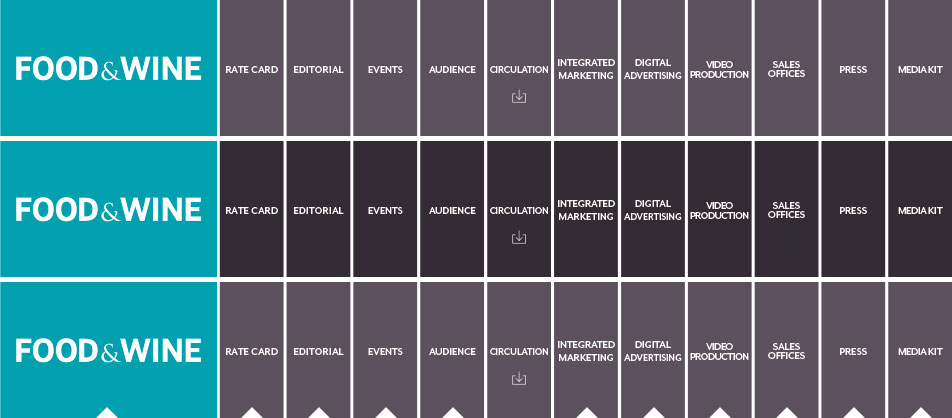 FOOD&WINE RATE CARD EDITORIAL EVENTS AUDIENCE CIRCULATION INTEGRATED MARKETING DIGITAL ADVERTISING VIDEO PRODUCTION SALES OFFICES PRESS MEDIA KIT
FOOD&WINE RATE CARD EDITORIAL EVENTS AUDIENCE CIRCULATION INTEGRATED MARKETING DIGITAL ADVERTISING VIDEO PRODUCTION SALES OFFICES PRESS MEDIA KIT
FOOD&WINE RATE CARD EDITORIAL EVENTS AUDIENCE CIRCULATION INTEGRATED MARKETING DIGITAL ADVERTISING VIDEO PRODUCTION SALES OFFICES PRESS MEDIA KIT